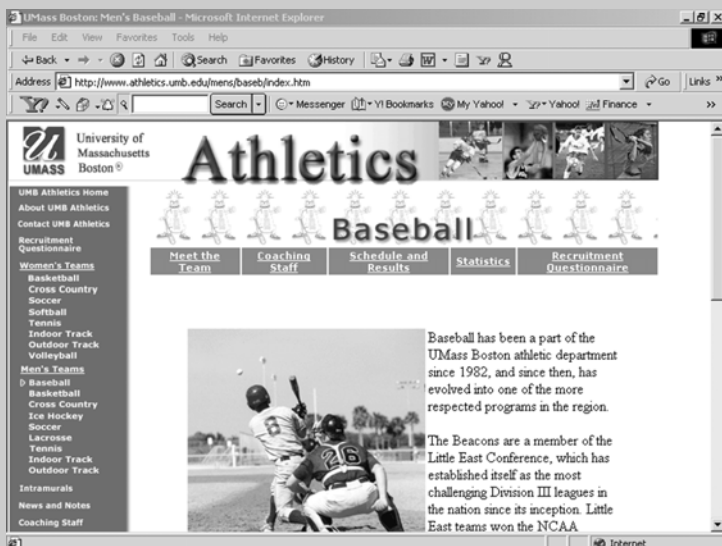 UMass Boston: Men's Baseball - Microsoft Internet Explorer
File Edit View Favorites Tools Help
Back Search Favorites History
Address http://www.athletics.umb.edu/mens/baseb/index.htm Go Links »
Y? Search Messenger Y! Bookmarks My Yahoo! Yahoo! Finance »
UMASS
University of
Massachusetts
Boston®
Athletics
Baseball
Meet the
Team
Coaching
Staff
Schedule and
Results
Statistics
Recruitment
Questionnaire
UMB Athletics Home
About UMB Athletics
Contact UMB Athletics
Recruitment
Questionnaire
Women's Teams
Basketball
Cross Country
Soccer
Softball
Tennis
Indoor Track
Outdoor Track
Volleyball
Men's Teams
Baseball
Basketball
Cross Country
Ice Hockey
Soccer
Lacrosse
Tennis
Indoor Track
Outdoor Track
Intramurals
News and Notes
Coaching Staff
8
26
Baseball has been a part of the
UMass Boston athletic department
since 1982, and since then, has
evolved into one of the more
respected programs in the region.
The Beacons are a member of the
Little East Conference, which has
established itself as the most
challenging Division III leagues in
the nation since its inception. Little
East teams won the NCAA
Internet